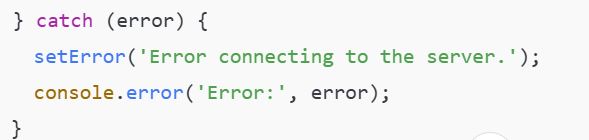 } catch (error) {
setError('Error connecting to the server.');
console.error('Error:', error);
}